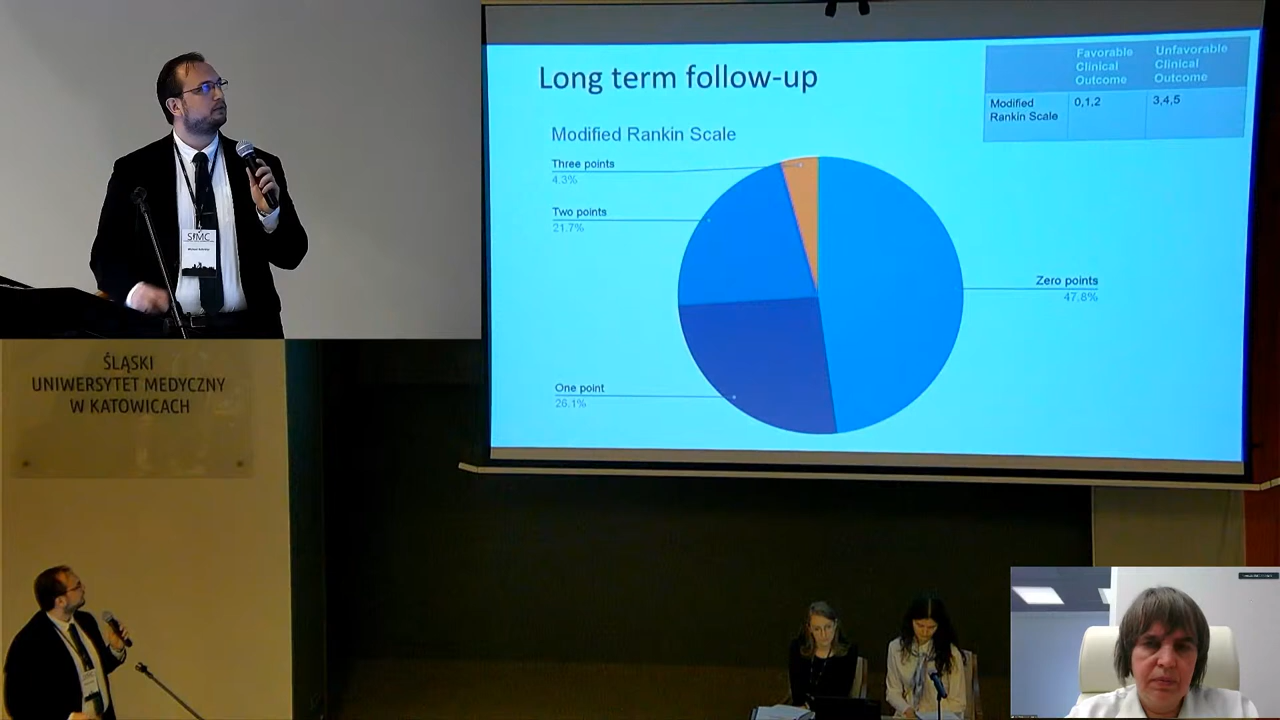 Long term follow-up
Favorable
Clinical
Outcome
Unfavorable
Clinical
Outcome
Modified
Rankin Scale
0,1,2
3,4,5
Modified Rankin Scale
Three points
4.3%
Two points
21.7%
Zero points
47.8%
One point
26.1%
SIMC
ŚLĄSKI
UNIWERSYTET MEDYCZNY
W KATOWICACH